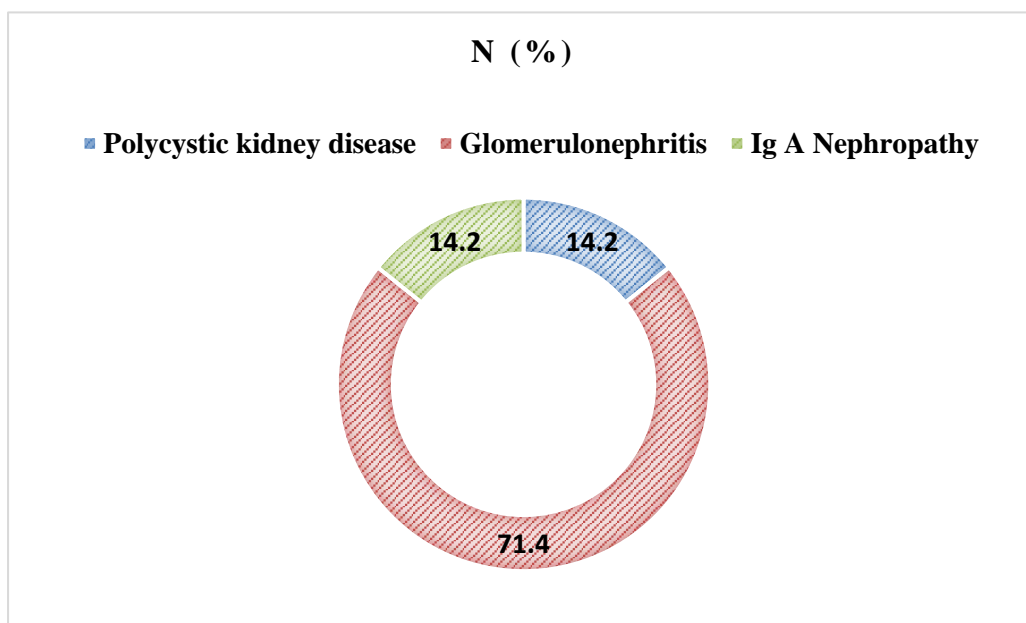 N (%)
Polycystic kidney disease Glomerulonephritis Ig A Nephropathy
14.2 14.2
71.4